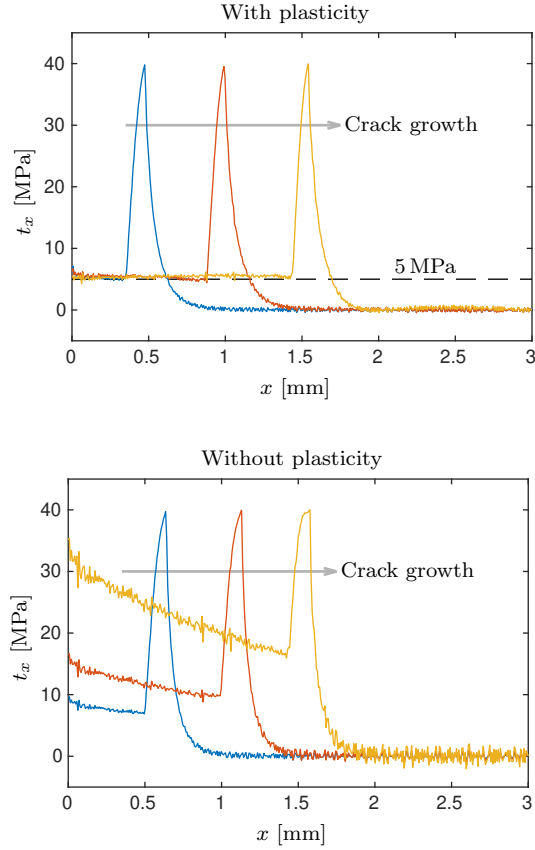 With plasticity
40
30
20
10
0
t_x [MPa]
Crack growth
5 MPa
0 0.5 1 1.5 2 2.5 3
x [mm]
Without plasticity
40
30
20
10
0
t_x [MPa]
Crack growth
0 0.5 1 1.5 2 2.5 3
x [mm]